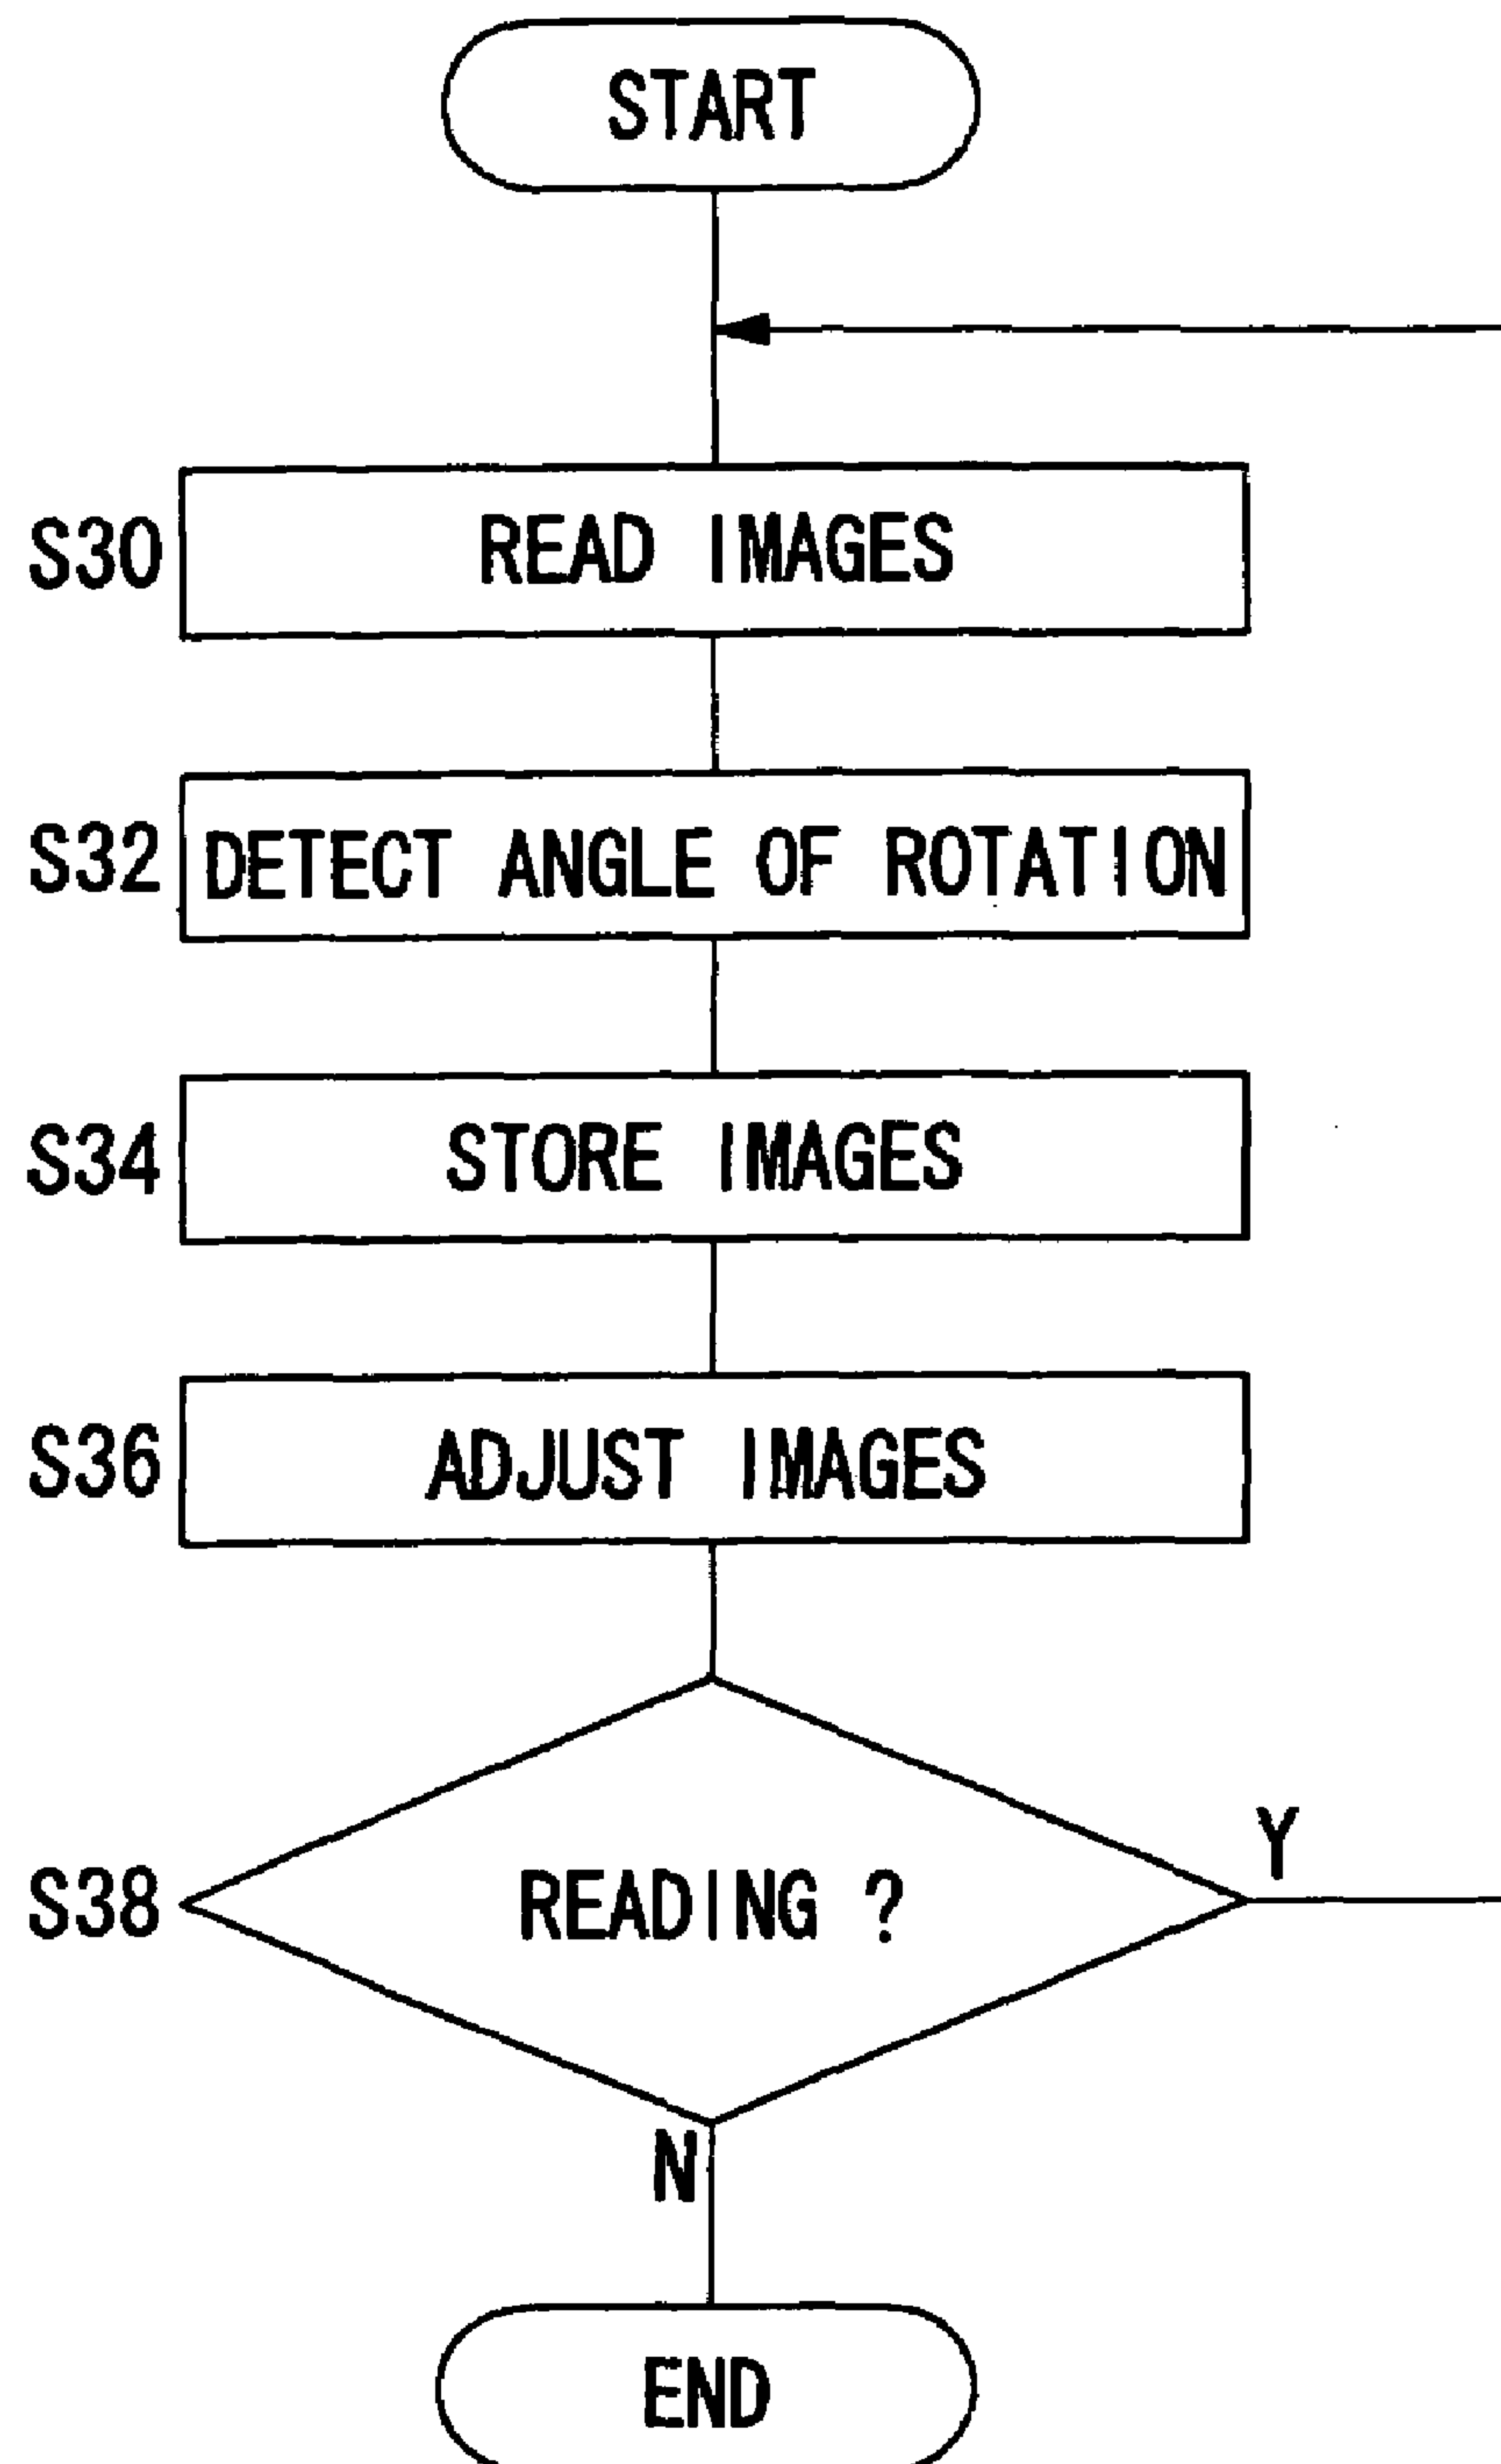 START
S30 READ IMAGES
S32 DETECT ANGLE OF ROTATION
S34 STORE IMAGES
S36 ADJUST IMAGES
S38 READING ? Y
N
END